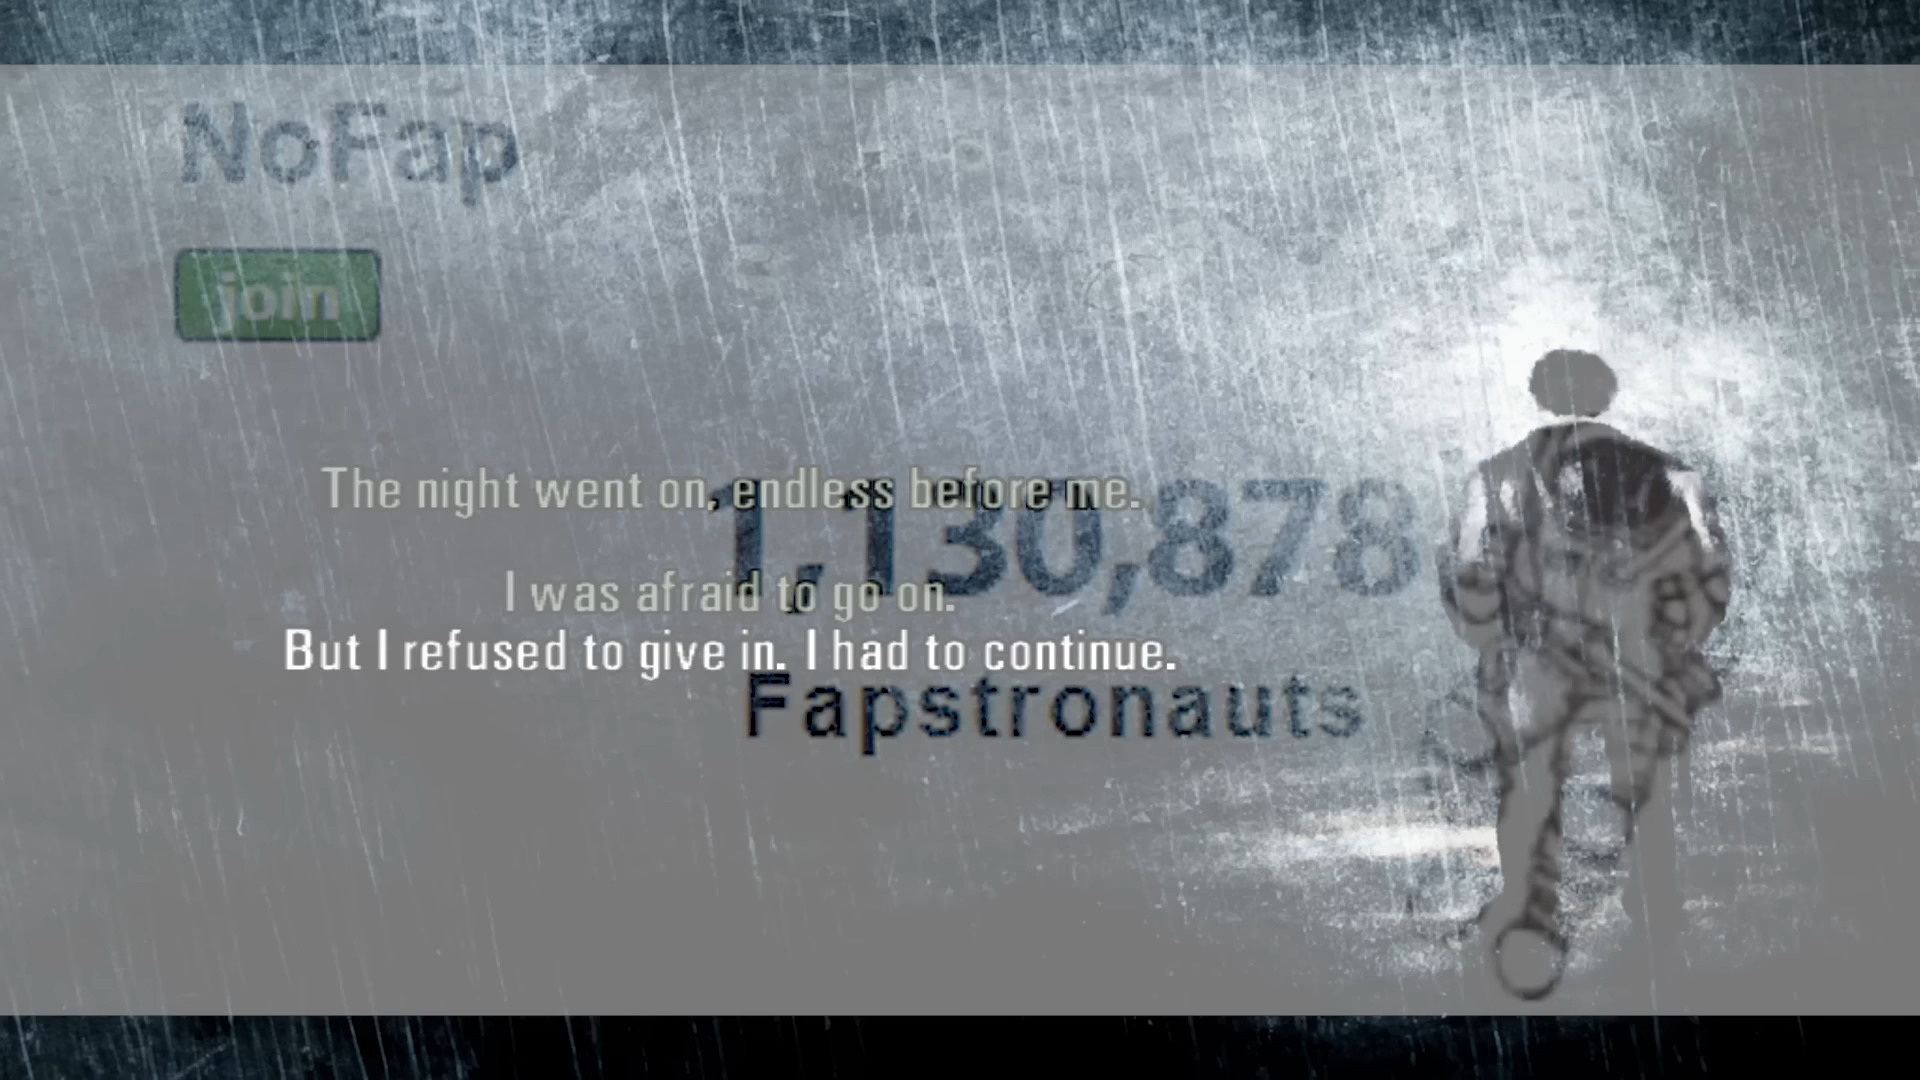 NoFap
join
The night went on, endless before me.
1,130,878
I was afraid to go on.
But I refused to give in. I had to continue.
Fapstronauts